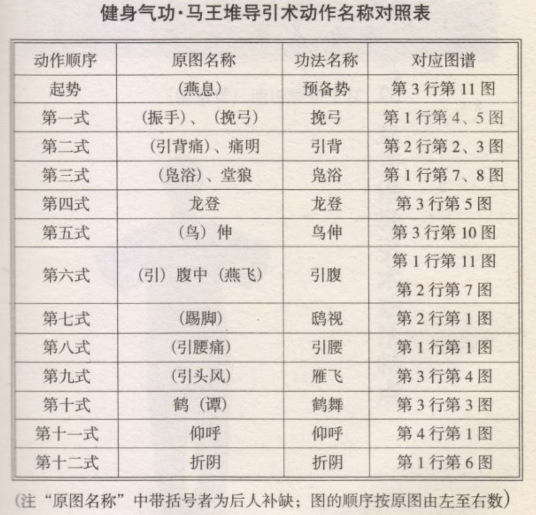 健身气功·马王堆导引术动作名称对照表
动作顺序 原图名称 功法名称 对应图谱
起势 (燕息) 预备势 第3行第11图
第一式 (振手)、(挽弓) 挽弓 第1行第4、5图
第二式 (引背痛)、痛明 引背 第2行第2、3图
第三式 (凫浴)、堂狼 凫浴 第1行第7、8图
第四式 龙登 龙登 第3行第5图
第五式 (鸟)伸 鸟伸 第3行第10图
第六式 (引)腹中(燕飞) 引腹 第1行第11图
第2行第7图
第七式 (踢脚) 鸱视 第2行第1图
第八式 (引腰痛) 引腰 第1行第1图
第九式 (引头风) 雁飞 第3行第4图
第十式 鹤(谭) 鹤舞 第3行第3图
第十一式 仰呼 仰呼 第4行第1图
第十二式 折阴 折阴 第1行第6图
(注“原图名称”中带括号者为后人补缺；图的顺序按原图由左至右数)